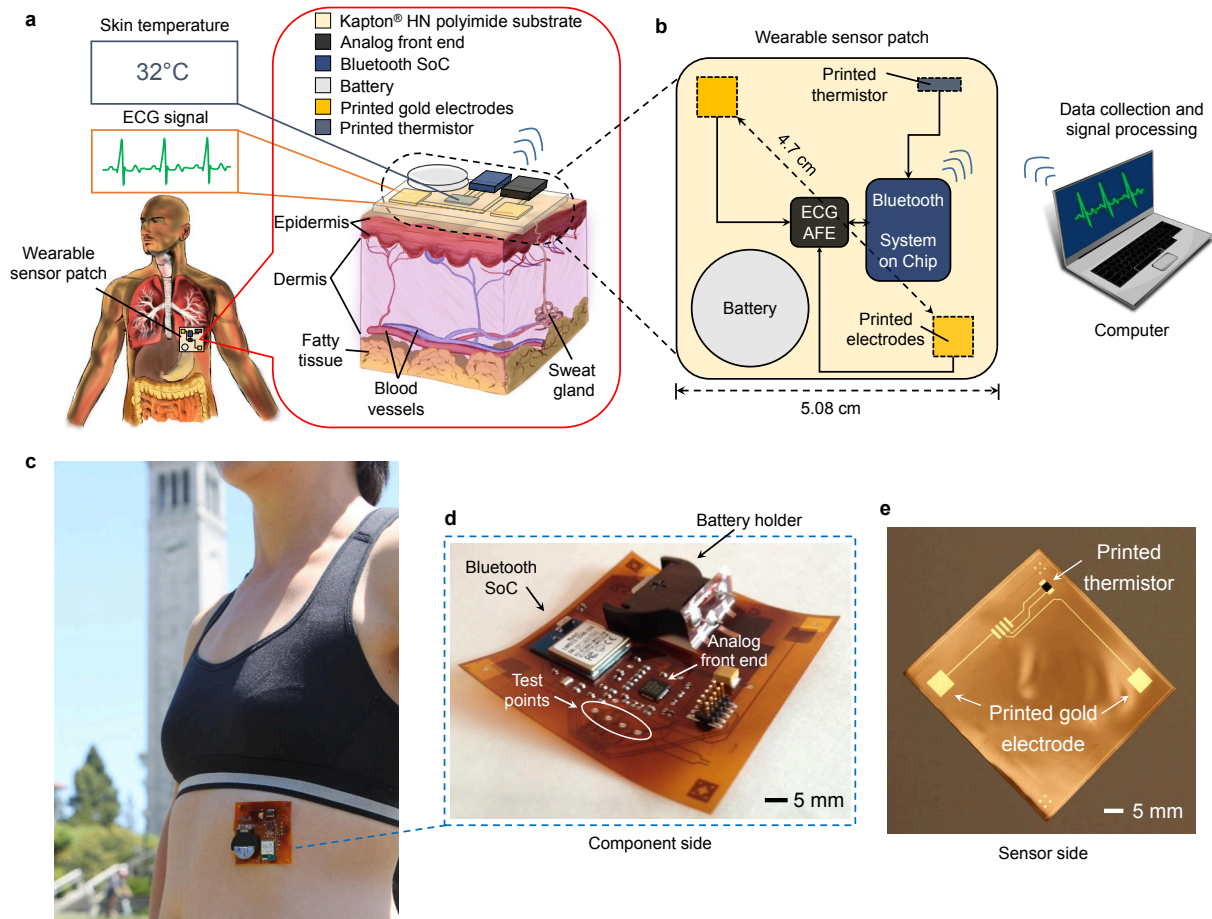 a
Skin temperature
32°C
ECG signal
Wearable
sensor patch
Kapton® HN polyimide substrate
Analog front end
Bluetooth SoC
Battery
Printed gold electrodes
Printed thermistor
Epidermis
Dermis
Fatty
tissue
Blood
vessels
Sweat
gland
b
Wearable sensor patch
Printed
thermistor
4.7 cm
ECG
AFE
Bluetooth
System
on Chip
Battery
Printed
electrodes
5.08 cm
Data collection and
signal processing
Computer
c
d
Battery holder
Bluetooth
SoC
Analog
front end
Test
points
5 mm
Component side
e
Printed
thermistor
Printed gold
electrode
5 mm
Sensor side